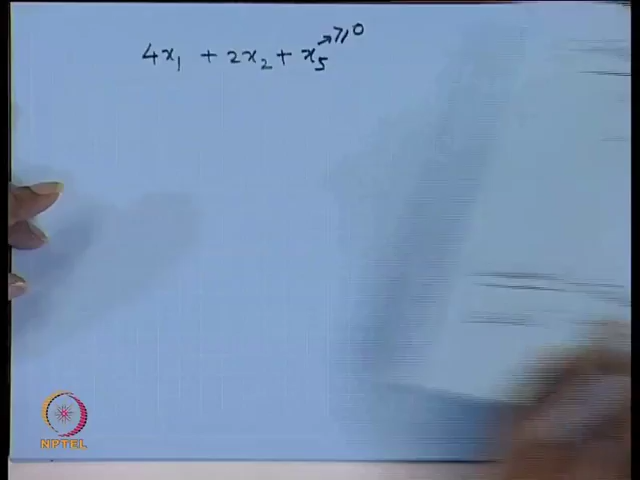 4x₁ + 2x₂ + x₅ → ≥ 0
NPTEL